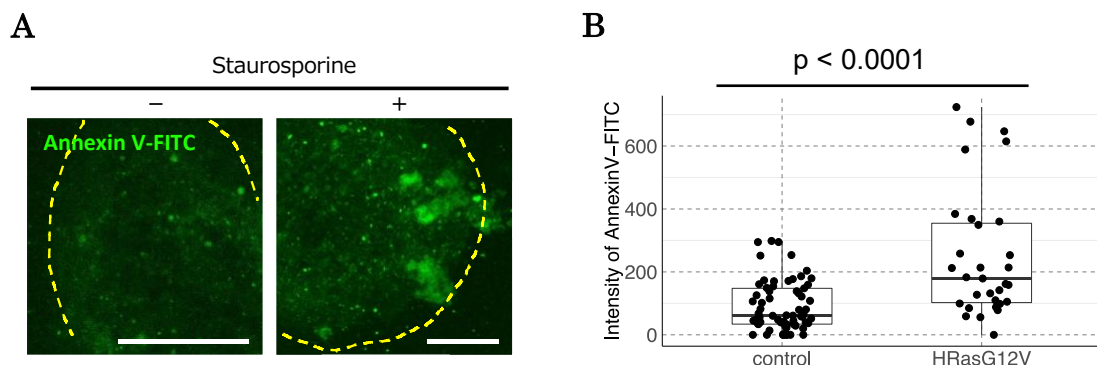 A
Staurosporine
− +
Annexin V-FITC
B
p < 0.0001
Intensity of AnnexinV−FITC
600
400
200
0
control HRasG12V